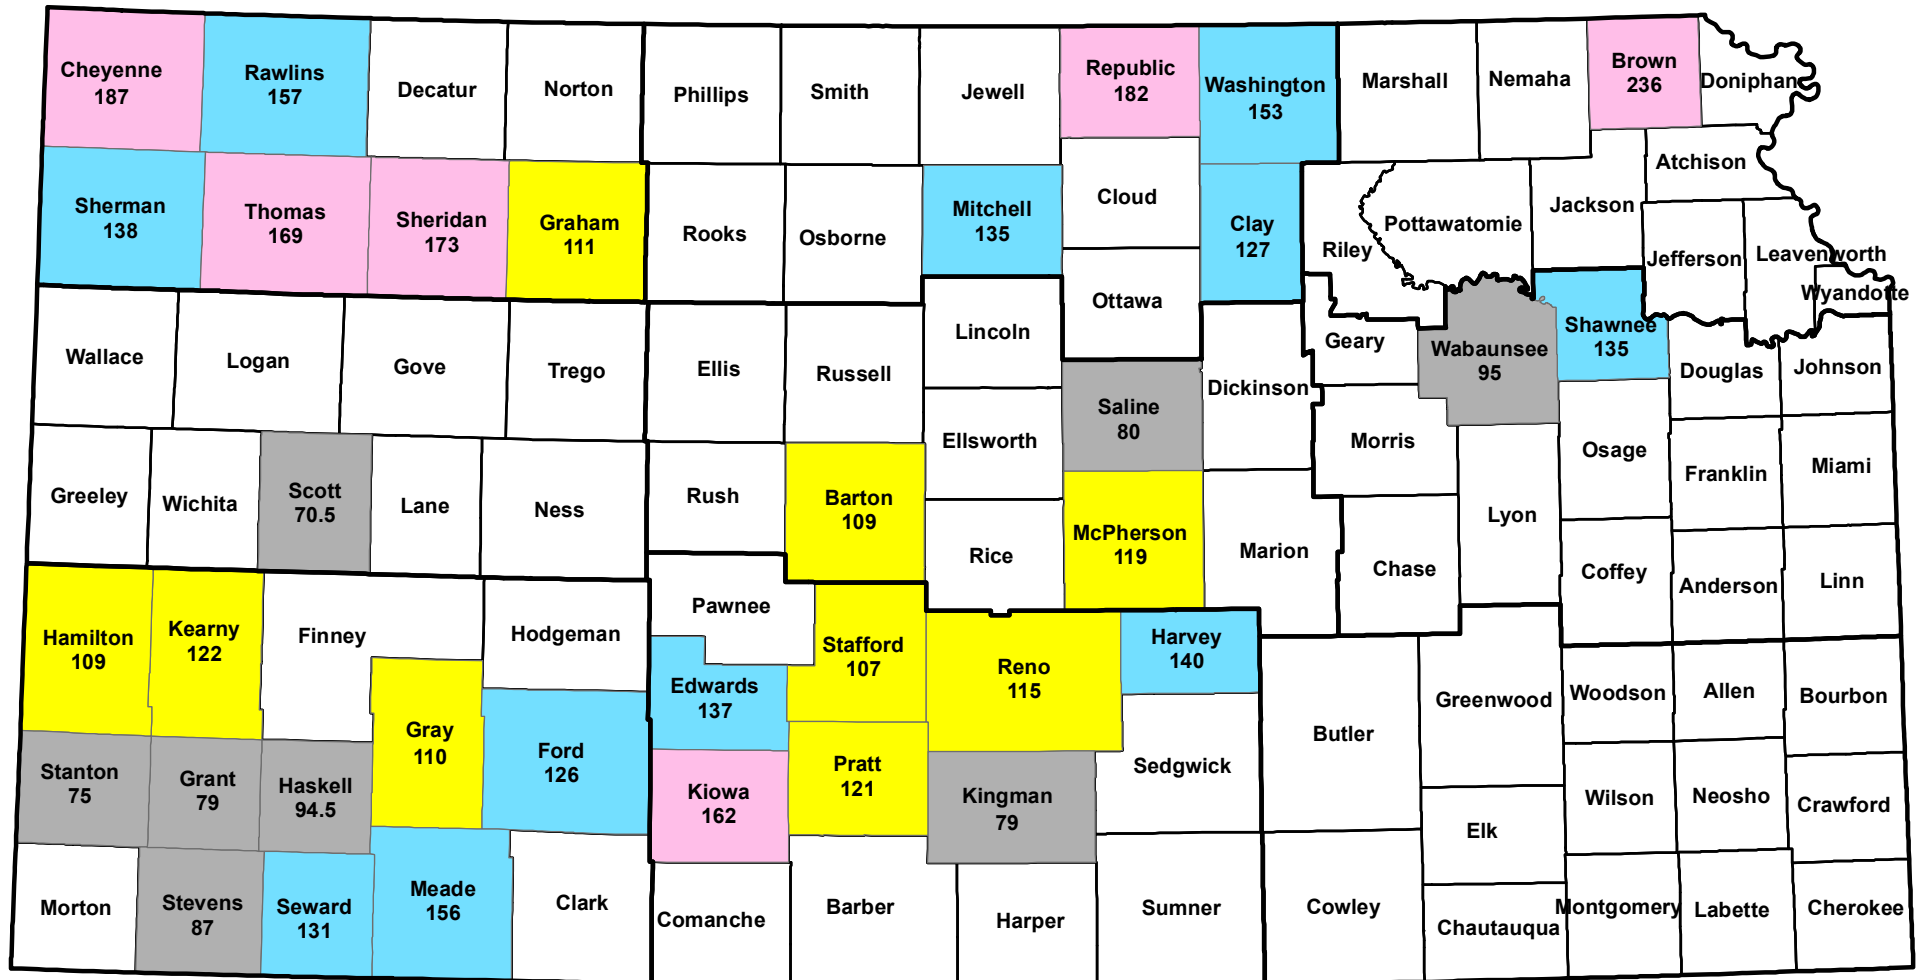 Cheyenne
187
Rawlins
157
Decatur
Norton
Phillips
Smith
Jewell
Republic
182
Washington
153
Marshall
Nemaha
Brown
236
Doniphan
Sherman
138
Thomas
169
Sheridan
173
Graham
111
Rooks
Osborne
Mitchell
135
Cloud
Clay
127
Riley
Pottawatomie
Jackson
Atchison
Jefferson
Leavenworth
Wyandotte
Ottawa
Wallace
Logan
Gove
Trego
Ellis
Russell
Lincoln
Saline
80
Dickinson
Geary
Wabaunsee
95
Shawnee
135
Douglas
Johnson
Ellsworth
Morris
Osage
Franklin
Miami
Greeley
Wichita
Scott
70.5
Lane
Ness
Rush
Barton
109
Rice
McPherson
119
Marion
Chase
Lyon
Coffey
Anderson
Linn
Hamilton
109
Kearny
122
Finney
Hodgeman
Pawnee
Stafford
107
Reno
115
Harvey
140
Edwards
137
Gray
110
Ford
126
Butler
Greenwood
Woodson
Allen
Bourbon
Stanton
75
Grant
79
Haskell
94.5
Kiowa
162
Pratt
121
Kingman
79
Sedgwick
Elk
Wilson
Neosho
Crawford
Morton
Stevens
87
Seward
131
Meade
156
Clark
Comanche
Barber
Harper
Sumner
Cowley
Chautauqua
Montgomery
Labette
Cherokee